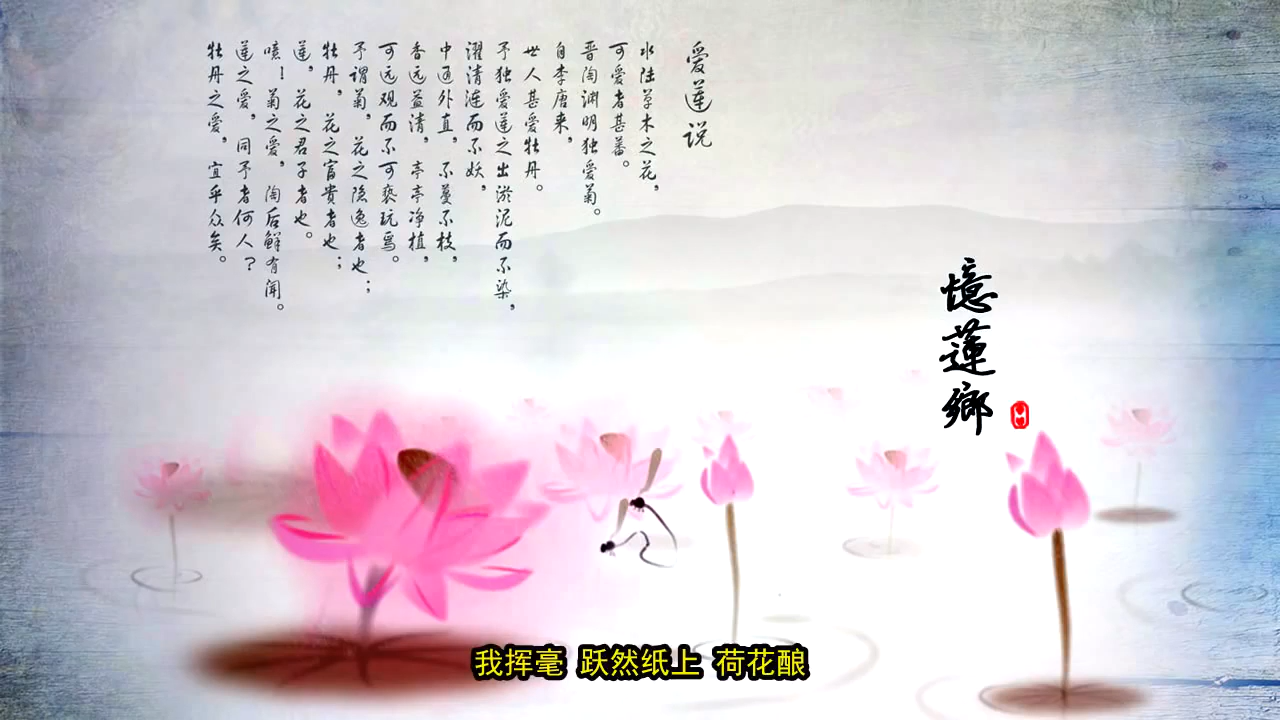 爱莲说
水陆草木之花，
可爱者甚蕃。
晋陶渊明独爱菊。
自李唐来，
世人甚爱牡丹。
予独爱莲之出淤泥而不染，
濯清涟而不妖，
中通外直，不蔓不枝，
香远益清，亭亭净植，
可远观而不可亵玩焉。
予谓菊，花之隐逸者也；
牡丹，花之富贵者也；
莲，花之君子者也。
噫！菊之爱，陶后鲜有闻。
莲之爱，同予者何人？
牡丹之爱，宜乎众矣。
憶蓮鄉
我挥毫 跃然纸上 荷花酿